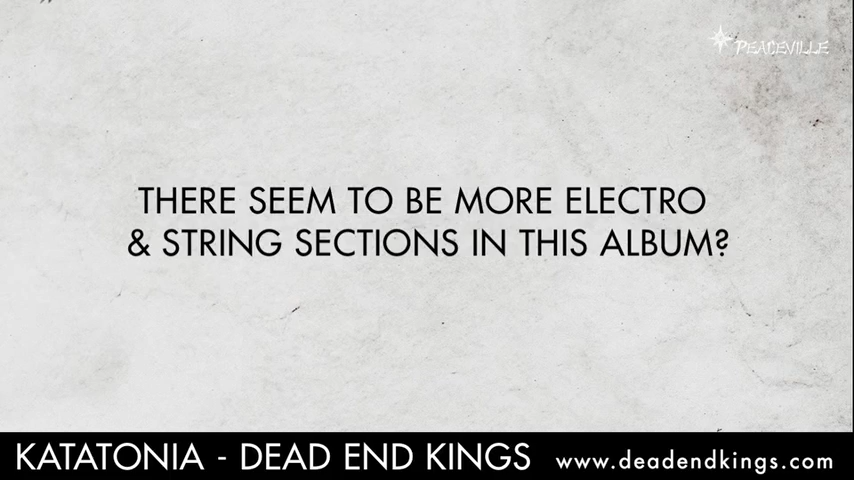 PEACEVILLE
THERE SEEM TO BE MORE ELECTRO
& STRING SECTIONS IN THIS ALBUM?
KATATONIA - DEAD END KINGS www.deadendkings.com